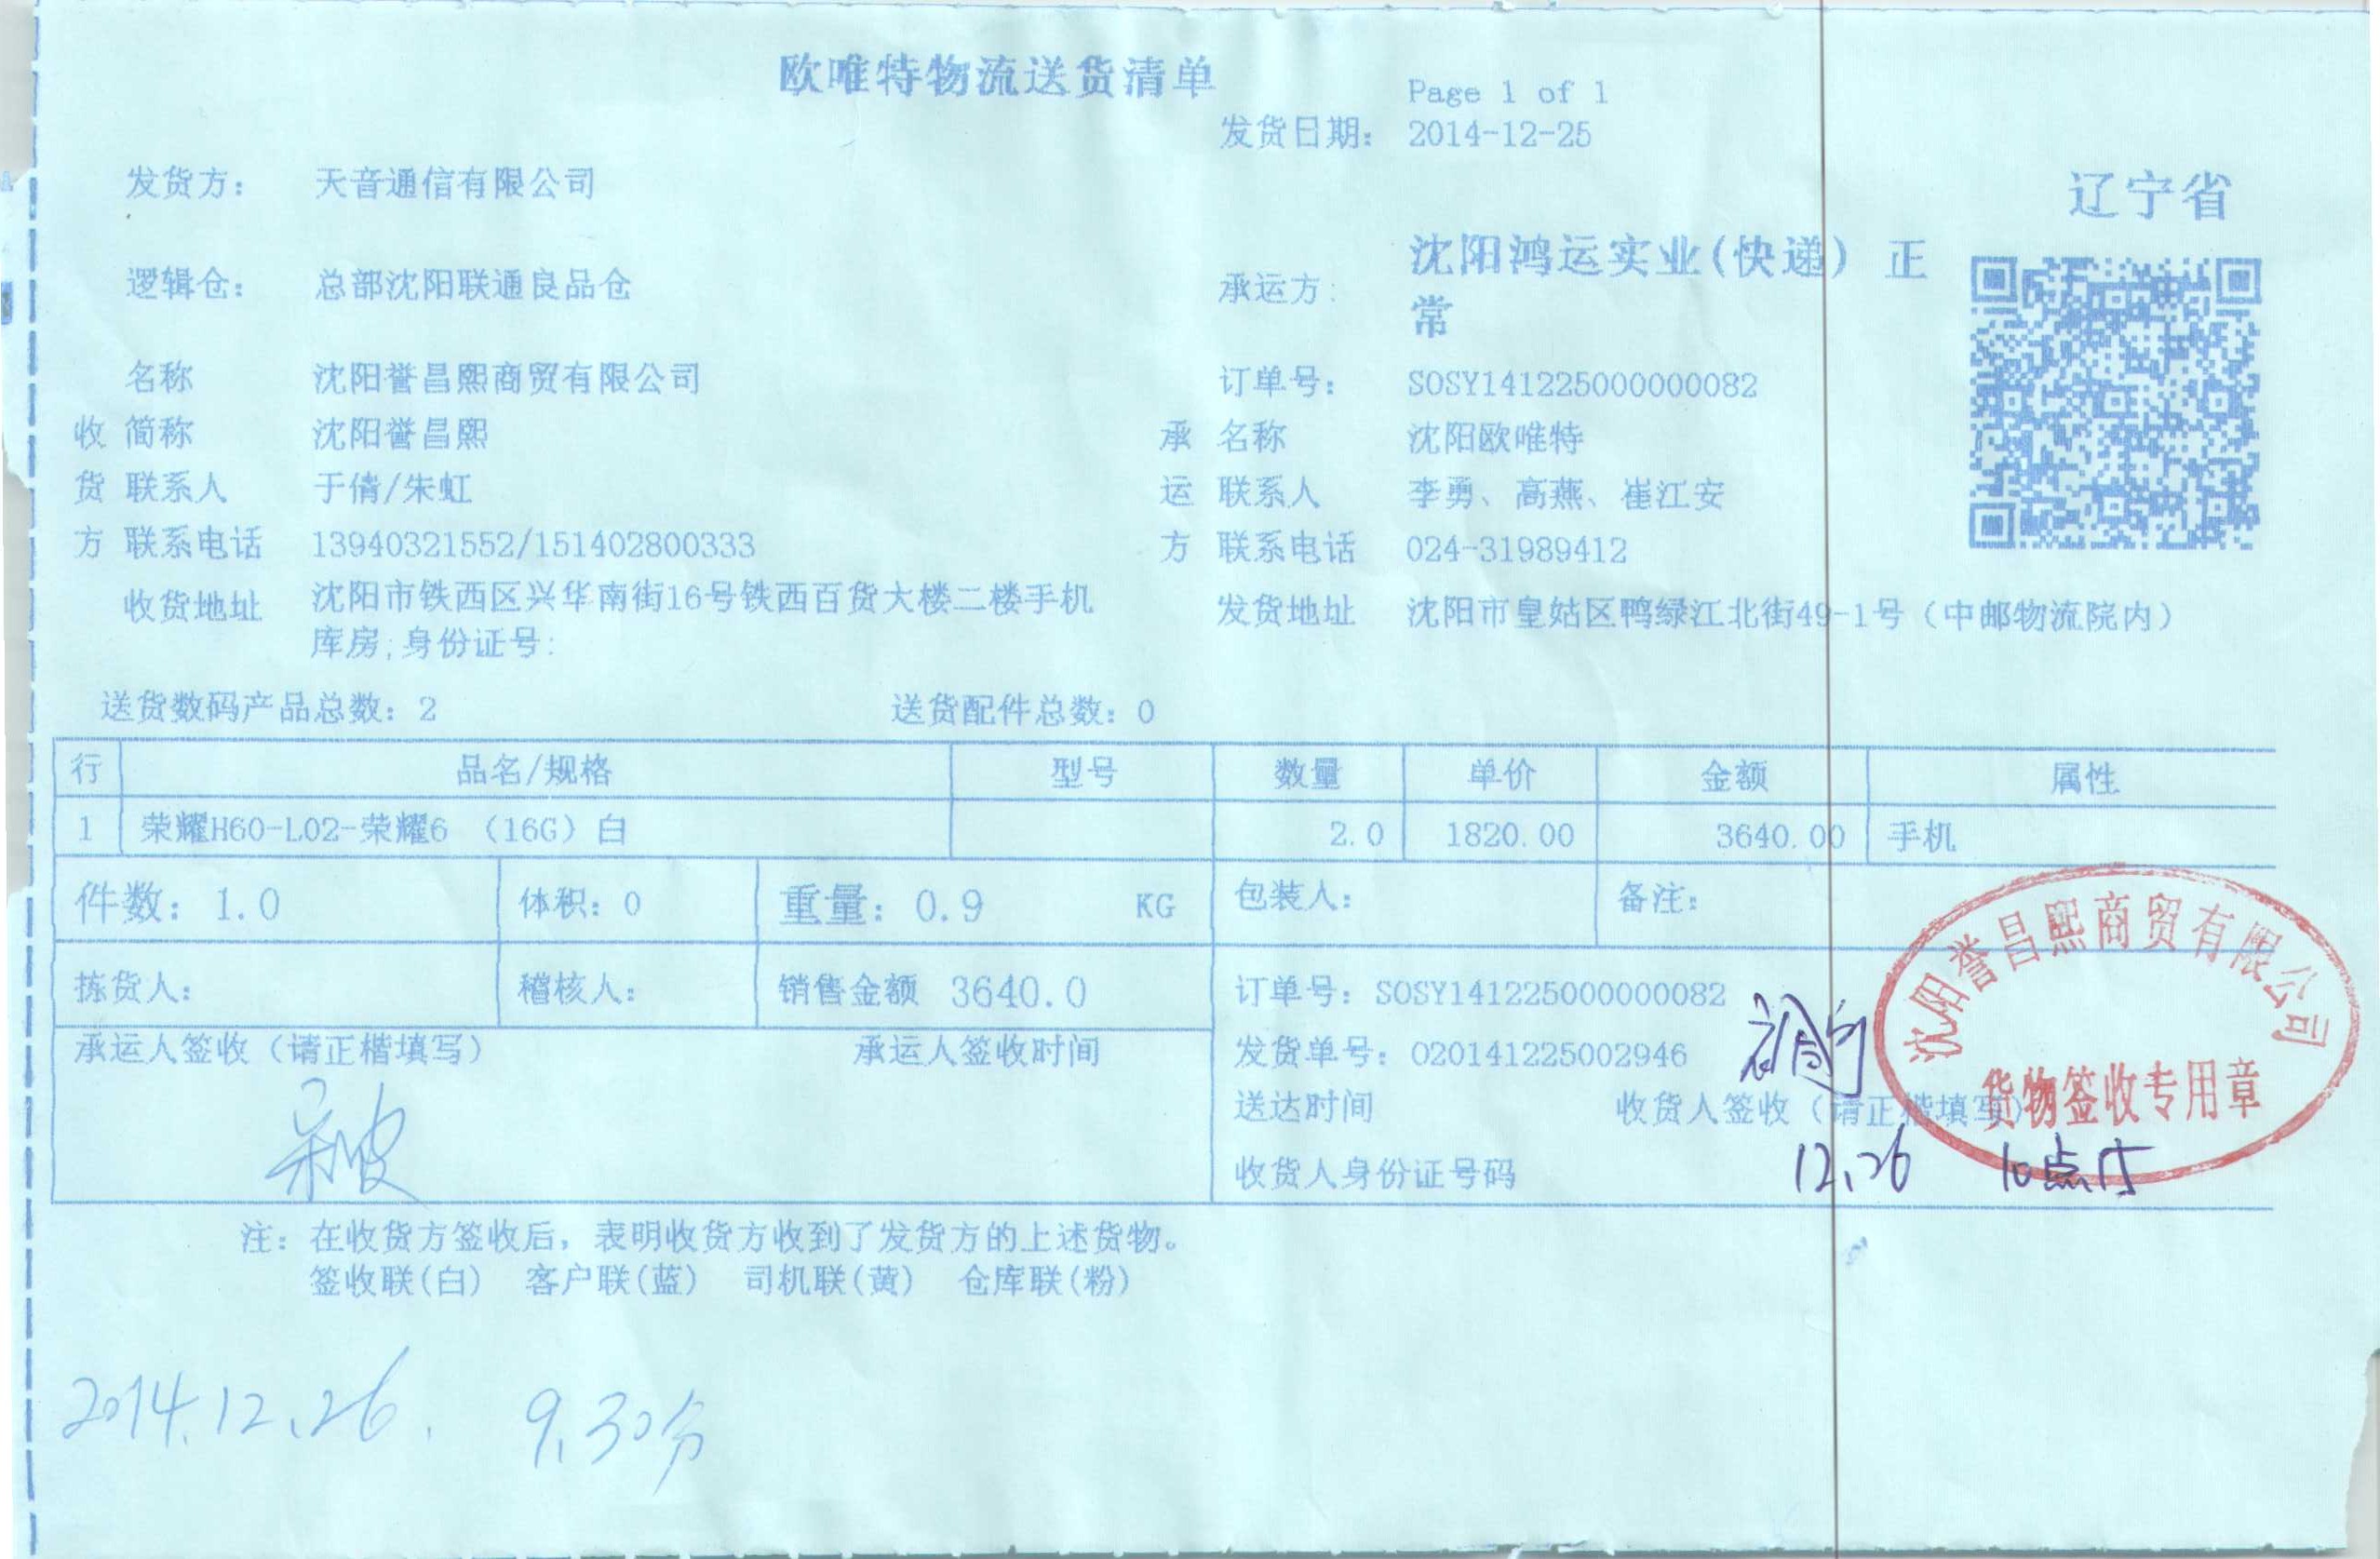 欧唯特物流送货清单
Page 1 of 1
发货日期: 2014-12-25
发货方: 天音通信有限公司
辽宁省
逻辑仓: 总部沈阳联通良品仓
承运方: 沈阳鸿运实业(快递) 正常
名称 沈阳誉昌熙商贸有限公司
订单号: SOSY141225000000082
收 简称 沈阳誉昌熙
承 名称 沈阳欧唯特
货 联系人 于倩/朱虹
运 联系人 李勇、高燕、崔江安
方 联系电话 13940321552/151402800333
方 联系电话 024-31989412
收货地址 沈阳市铁西区兴华南街16号铁西百货大楼二楼手机
库房;身份证号:
发货地址 沈阳市皇姑区鸭绿江北街49-1号（中邮物流院内）
送货数码产品总数: 2 送货配件总数: 0
行 品名/规格 型号 数量 单价 金额 属性
1 荣耀H60-L02-荣耀6 （16G）白 2.0 1820.00 3640.00 手机
件数: 1.0 体积: 0 重量: 0.9 KG 包装人: 备注:
拣货人: 稽核人: 销售金额 3640.0 订单号: SOSY141225000000082
承运人签收（请正楷填写） 承运人签收时间
发货单号: 020141225002946
送达时间 收货人签收（请正楷填写）
收货人身份证号码
12.26 10点15
沈阳誉昌熙商贸有限公司
货物签收专用章
注: 在收货方签收后，表明收货方收到了发货方的上述货物。
签收联(白) 客户联(蓝) 司机联(黄) 仓库联(粉)
2014.12.26. 9.30分